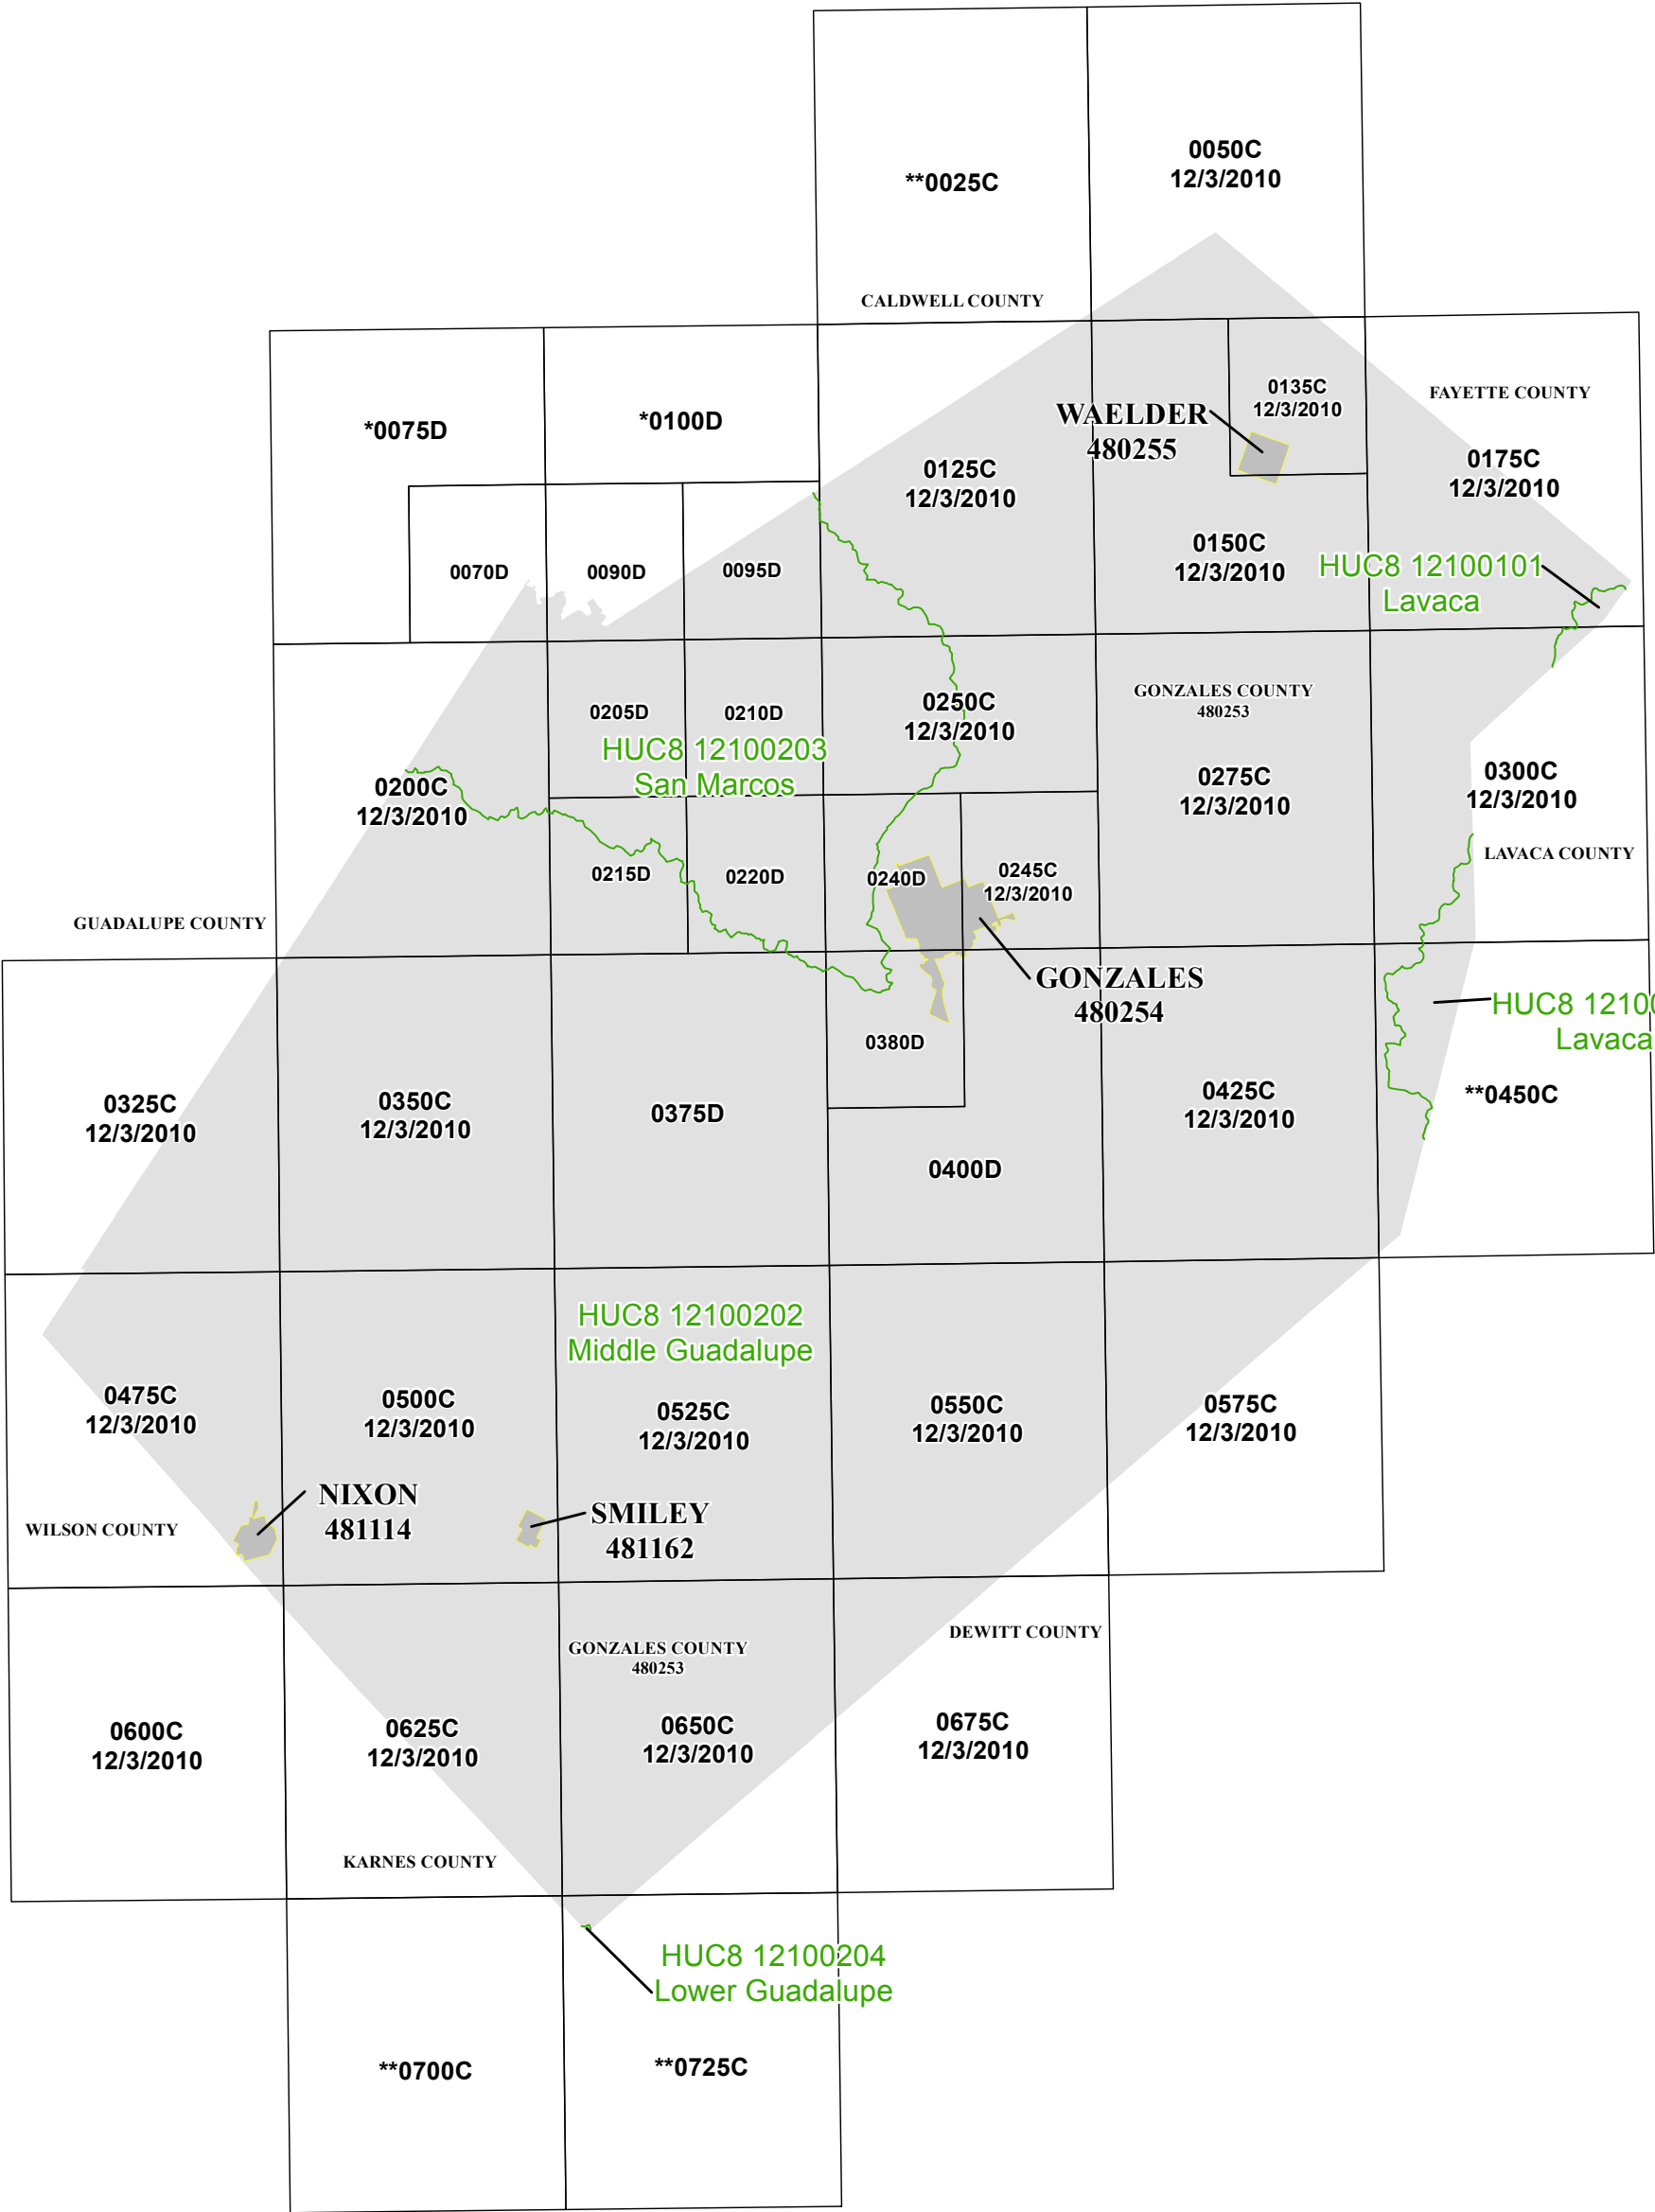 0050C
12/3/2010
**0025C
CALDWELL COUNTY
0135C
12/3/2010
FAYETTE COUNTY
WAELDER
480255
*0075D
*0100D
0125C
12/3/2010
0175C
12/3/2010
0070D
0090D
0095D
0150C
12/3/2010
HUC8 12100101
Lavaca
0205D
0210D
0250C
12/3/2010
GONZALES COUNTY
480253
HUC8 12100203
San Marcos
0200C
12/3/2010
0275C
12/3/2010
0300C
12/3/2010
LAVACA COUNTY
0215D
0220D
0240D
0245C
12/3/2010
GUADALUPE COUNTY
GONZALES
480254
HUC8 12100
Lavaca
0380D
0325C
12/3/2010
0350C
12/3/2010
0375D
0425C
12/3/2010
**0450C
0400D
HUC8 12100202
Middle Guadalupe
0475C
12/3/2010
0500C
12/3/2010
0525C
12/3/2010
0550C
12/3/2010
0575C
12/3/2010
NIXON
481114
SMILEY
481162
WILSON COUNTY
GONZALES COUNTY
480253
DEWITT COUNTY
0600C
12/3/2010
0625C
12/3/2010
0650C
12/3/2010
0675C
12/3/2010
KARNES COUNTY
HUC8 12100204
Lower Guadalupe
**0700C
**0725C